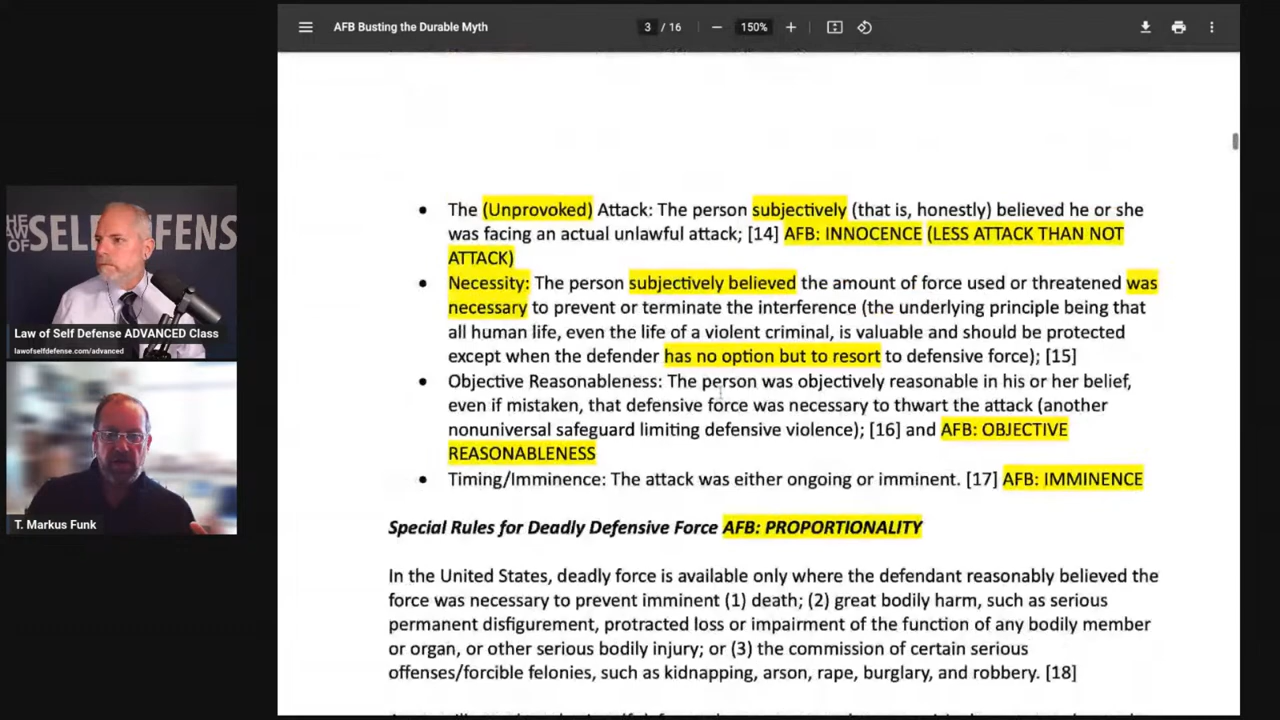 AFB Busting the Durable Myth
3 / 16
150%
The (Unprovoked) Attack: The person subjectively (that is, honestly) believed he or she
was facing an actual unlawful attack; [14] AFB: INNOCENCE (LESS ATTACK THAN NOT
ATTACK)
Necessity: The person subjectively believed the amount of force used or threatened was
necessary to prevent or terminate the interference (the underlying principle being that
all human life, even the life of a violent criminal, is valuable and should be protected
except when the defender has no option but to resort to defensive force); [15]
Objective Reasonableness: The person was objectively reasonable in his or her belief,
even if mistaken, that defensive force was necessary to thwart the attack (another
nonuniversal safeguard limiting defensive violence); [16] and AFB: OBJECTIVE
REASONABLENESS
Timing/Imminence: The attack was either ongoing or imminent. [17] AFB: IMMINENCE
Special Rules for Deadly Defensive Force AFB: PROPORTIONALITY
In the United States, deadly force is available only where the defendant reasonably believed the
force was necessary to prevent imminent (1) death; (2) great bodily harm, such as serious
permanent disfigurement, protracted loss or impairment of the function of any bodily member
or organ, or other serious bodily injury; or (3) the commission of certain serious
offenses/forcible felonies, such as kidnapping, arson, rape, burglary, and robbery. [18]
THE LAW
OF SELF DEFENS
Law of Self Defense ADVANCED Class
lawofselfdefense.com/advanced
T. Markus Funk